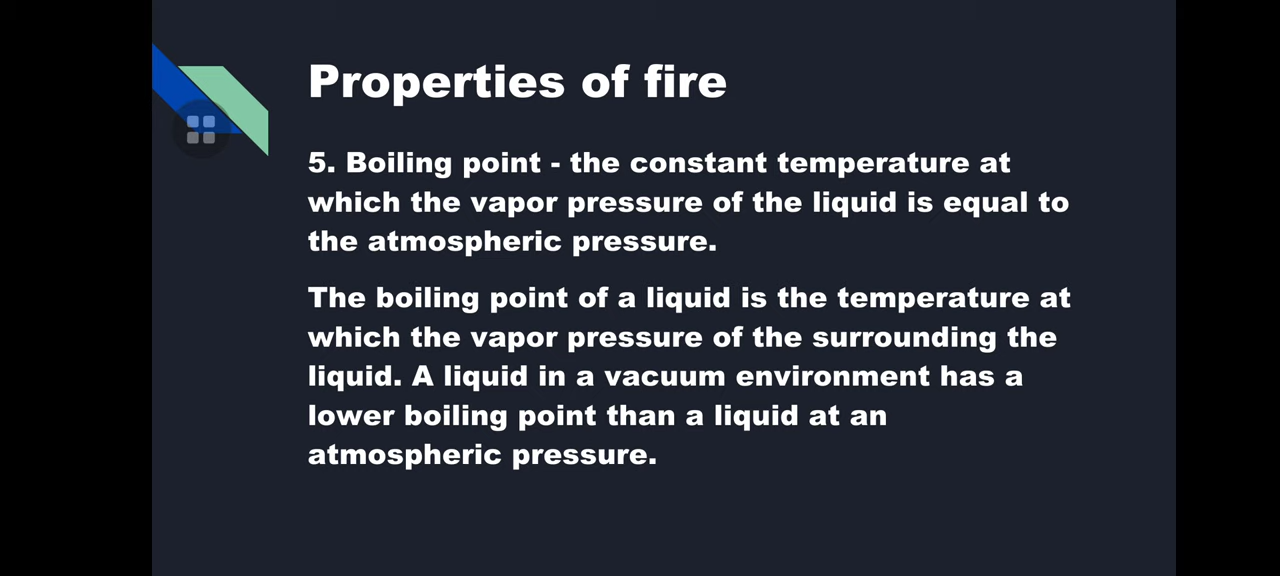 Properties of fire
5. Boiling point - the constant temperature at
which the vapor pressure of the liquid is equal to
the atmospheric pressure.
The boiling point of a liquid is the temperature at
which the vapor pressure of the surrounding the
liquid. A liquid in a vacuum environment has a
lower boiling point than a liquid at an
atmospheric pressure.